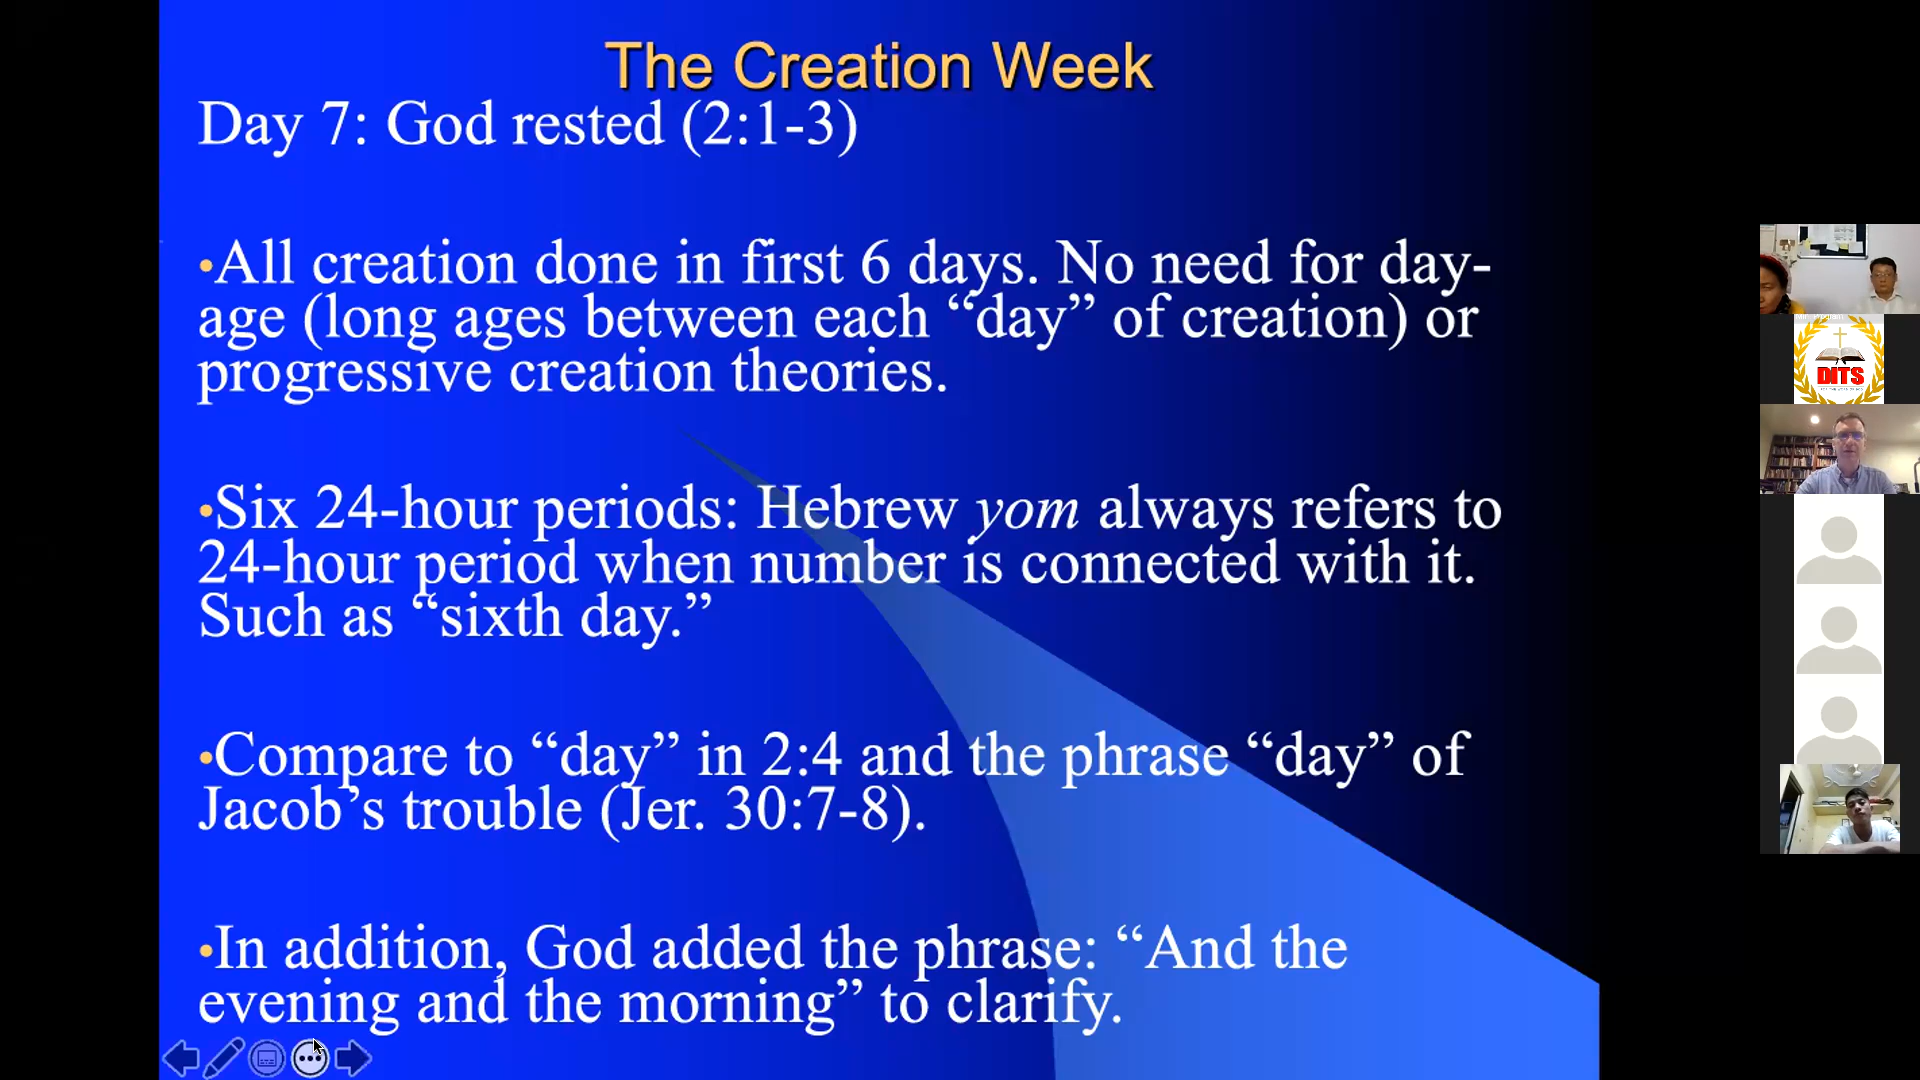 The Creation Week
Day 7: God rested (2:1-3)
•All creation done in first 6 days. No need for day-
age (long ages between each “day” of creation) or
progressive creation theories.
•Six 24-hour periods: Hebrew yom always refers to
24-hour period when number is connected with it.
Such as “sixth day.”
•Compare to “day” in 2:4 and the phrase “day” of
Jacob’s trouble (Jer. 30:7-8).
•In addition, God added the phrase: “And the
evening and the morning” to clarify.
DITS